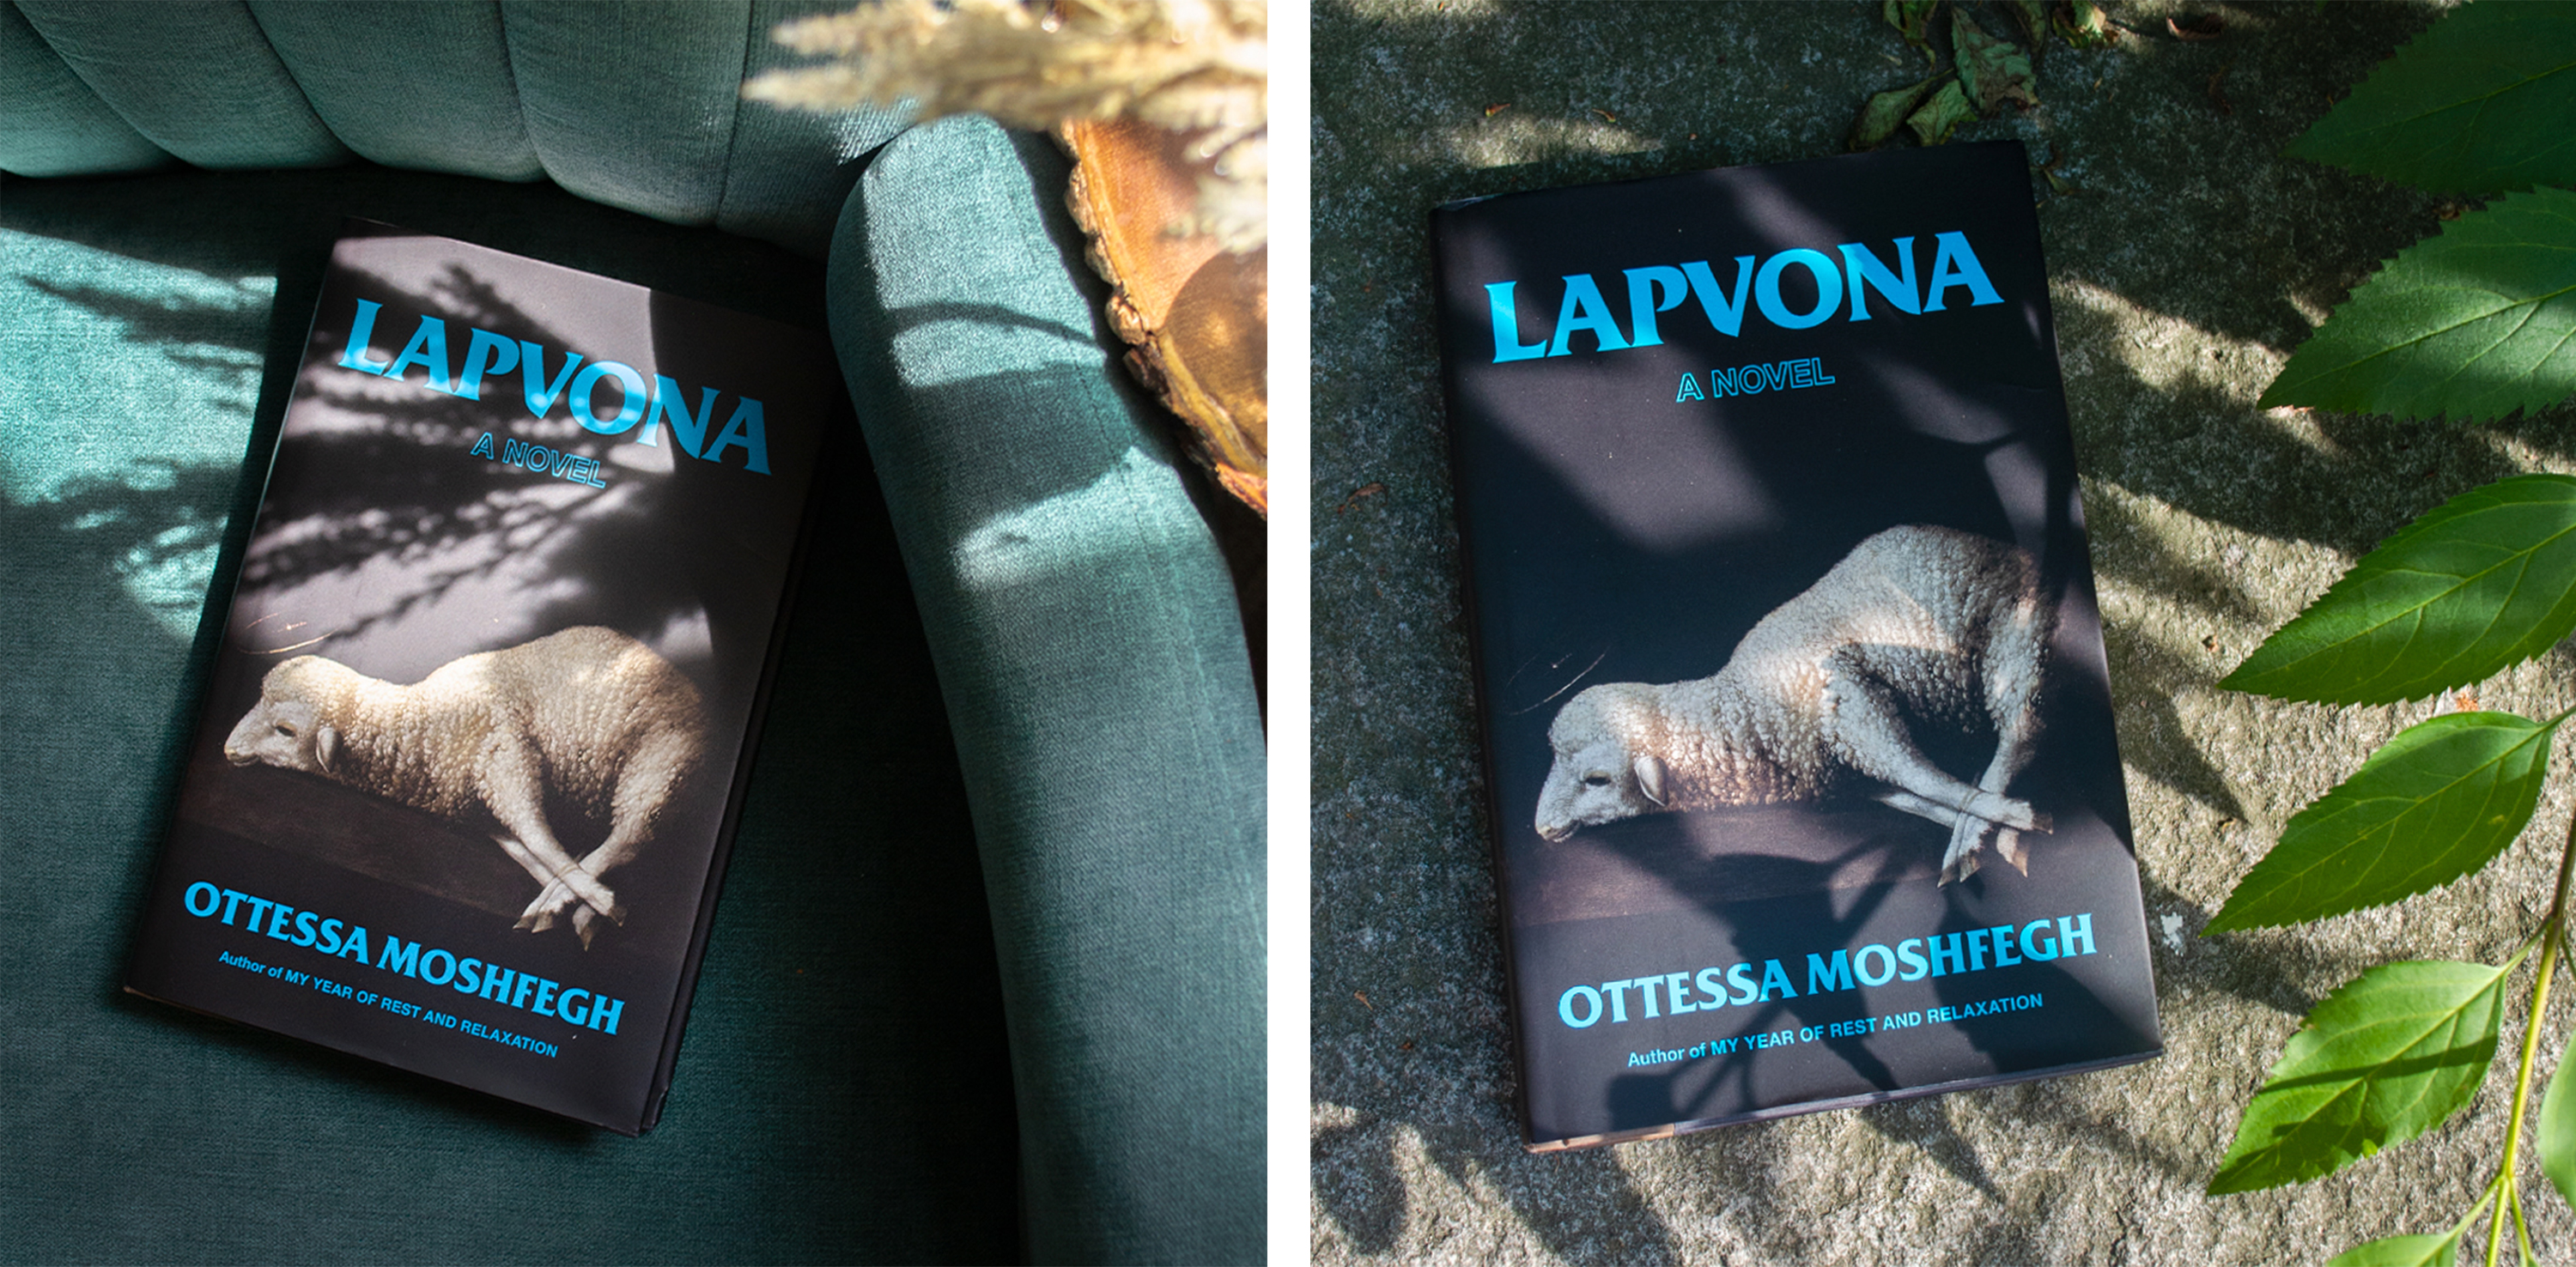 LAPVONA
A NOVEL
OTTESSA MOSHFEGH
Author of MY YEAR OF REST AND RELAXATION
LAPVONA
A NOVEL
OTTESSA MOSHFEGH
Author of MY YEAR OF REST AND RELAXATION